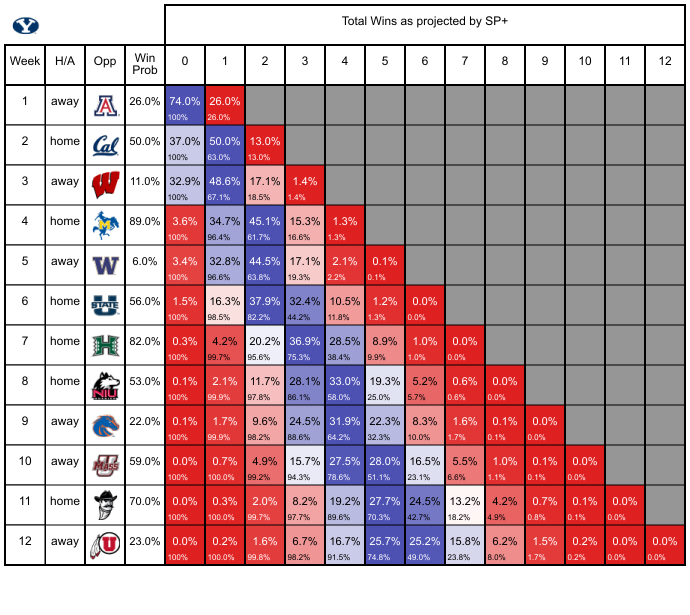 BYU
Total Wins as projected by SP+
Week H/A Opp Win Prob 0 1 2 3 4 5 6 7 8 9 10 11 12
1 away A 26.0% 74.0% 26.0%
100% 26.0%
2 home Cal 50.0% 37.0% 50.0% 13.0%
100% 63.0% 13.0%
3 away W 11.0% 32.9% 48.6% 17.1% 1.4%
100% 67.1% 18.5% 1.4%
4 home M 89.0% 3.6% 34.7% 45.1% 15.3% 1.3%
100% 96.4% 61.7% 16.6% 1.3%
5 away W 6.0% 3.4% 32.8% 44.5% 17.1% 2.1% 0.1%
100% 96.6% 63.8% 19.3% 2.2% 0.1%
6 home U STATE 56.0% 1.5% 16.3% 37.9% 32.4% 10.5% 1.2% 0.0%
100% 98.5% 82.2% 44.2% 11.8% 1.3% 0.0%
7 home H 82.0% 0.3% 4.2% 20.2% 36.9% 28.5% 8.9% 1.0% 0.0%
100% 99.7% 95.6% 75.3% 38.4% 9.9% 1.0% 0.0%
8 home NIU 53.0% 0.1% 2.1% 11.7% 28.1% 33.0% 19.3% 5.2% 0.6% 0.0%
100% 99.9% 97.8% 86.1% 58.0% 25.0% 5.7% 0.6% 0.0%
9 away 22.0% 0.1% 1.7% 9.6% 24.5% 31.9% 22.3% 8.3% 1.6% 0.1% 0.0%
100% 99.9% 98.2% 88.6% 64.2% 32.3% 10.0% 1.7% 0.1% 0.0%
10 away UMass 59.0% 0.0% 0.7% 4.9% 15.7% 27.5% 28.0% 16.5% 5.5% 1.0% 0.1% 0.0%
100% 100.0% 99.2% 94.3% 78.6% 51.1% 23.1% 6.6% 1.1% 0.1% 0.0%
11 home 70.0% 0.0% 0.3% 2.0% 8.2% 19.2% 27.7% 24.5% 13.2% 4.2% 0.7% 0.1% 0.0%
100% 100.0% 99.7% 97.7% 89.6% 70.3% 42.7% 18.2% 4.9% 0.8% 0.1% 0.0%
12 away U 23.0% 0.0% 0.2% 1.6% 6.7% 16.7% 25.7% 25.2% 15.8% 6.2% 1.5% 0.2% 0.0% 0.0%
100% 100.0% 99.8% 98.2% 91.5% 74.8% 49.0% 23.8% 8.0% 1.7% 0.2% 0.0% 0.0%